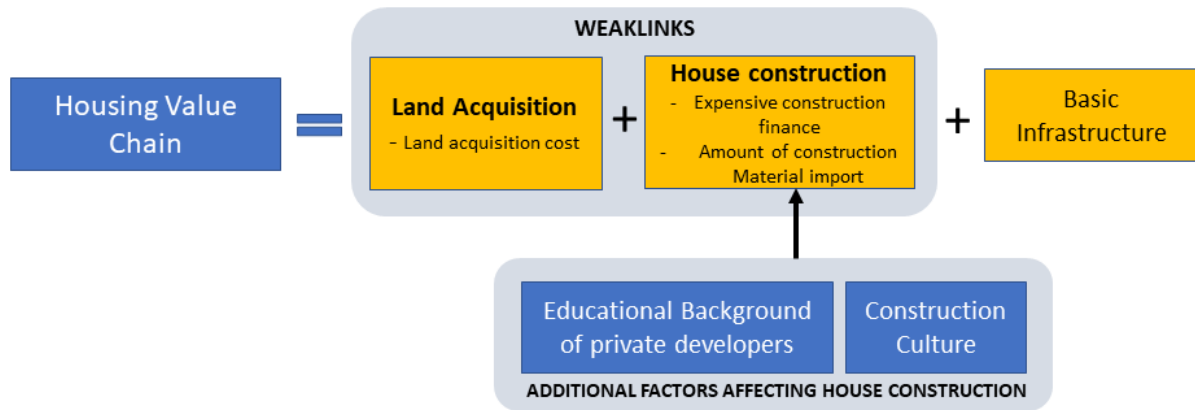 WEAKLINKS
Housing Value
Chain
=
Land Acquisition
- Land acquisition cost
+
House construction
- Expensive construction
finance
- Amount of construction
Material import
+
Basic
Infrastructure
Educational Background
of private developers
Construction
Culture
ADDITIONAL FACTORS AFFECTING HOUSE CONSTRUCTION